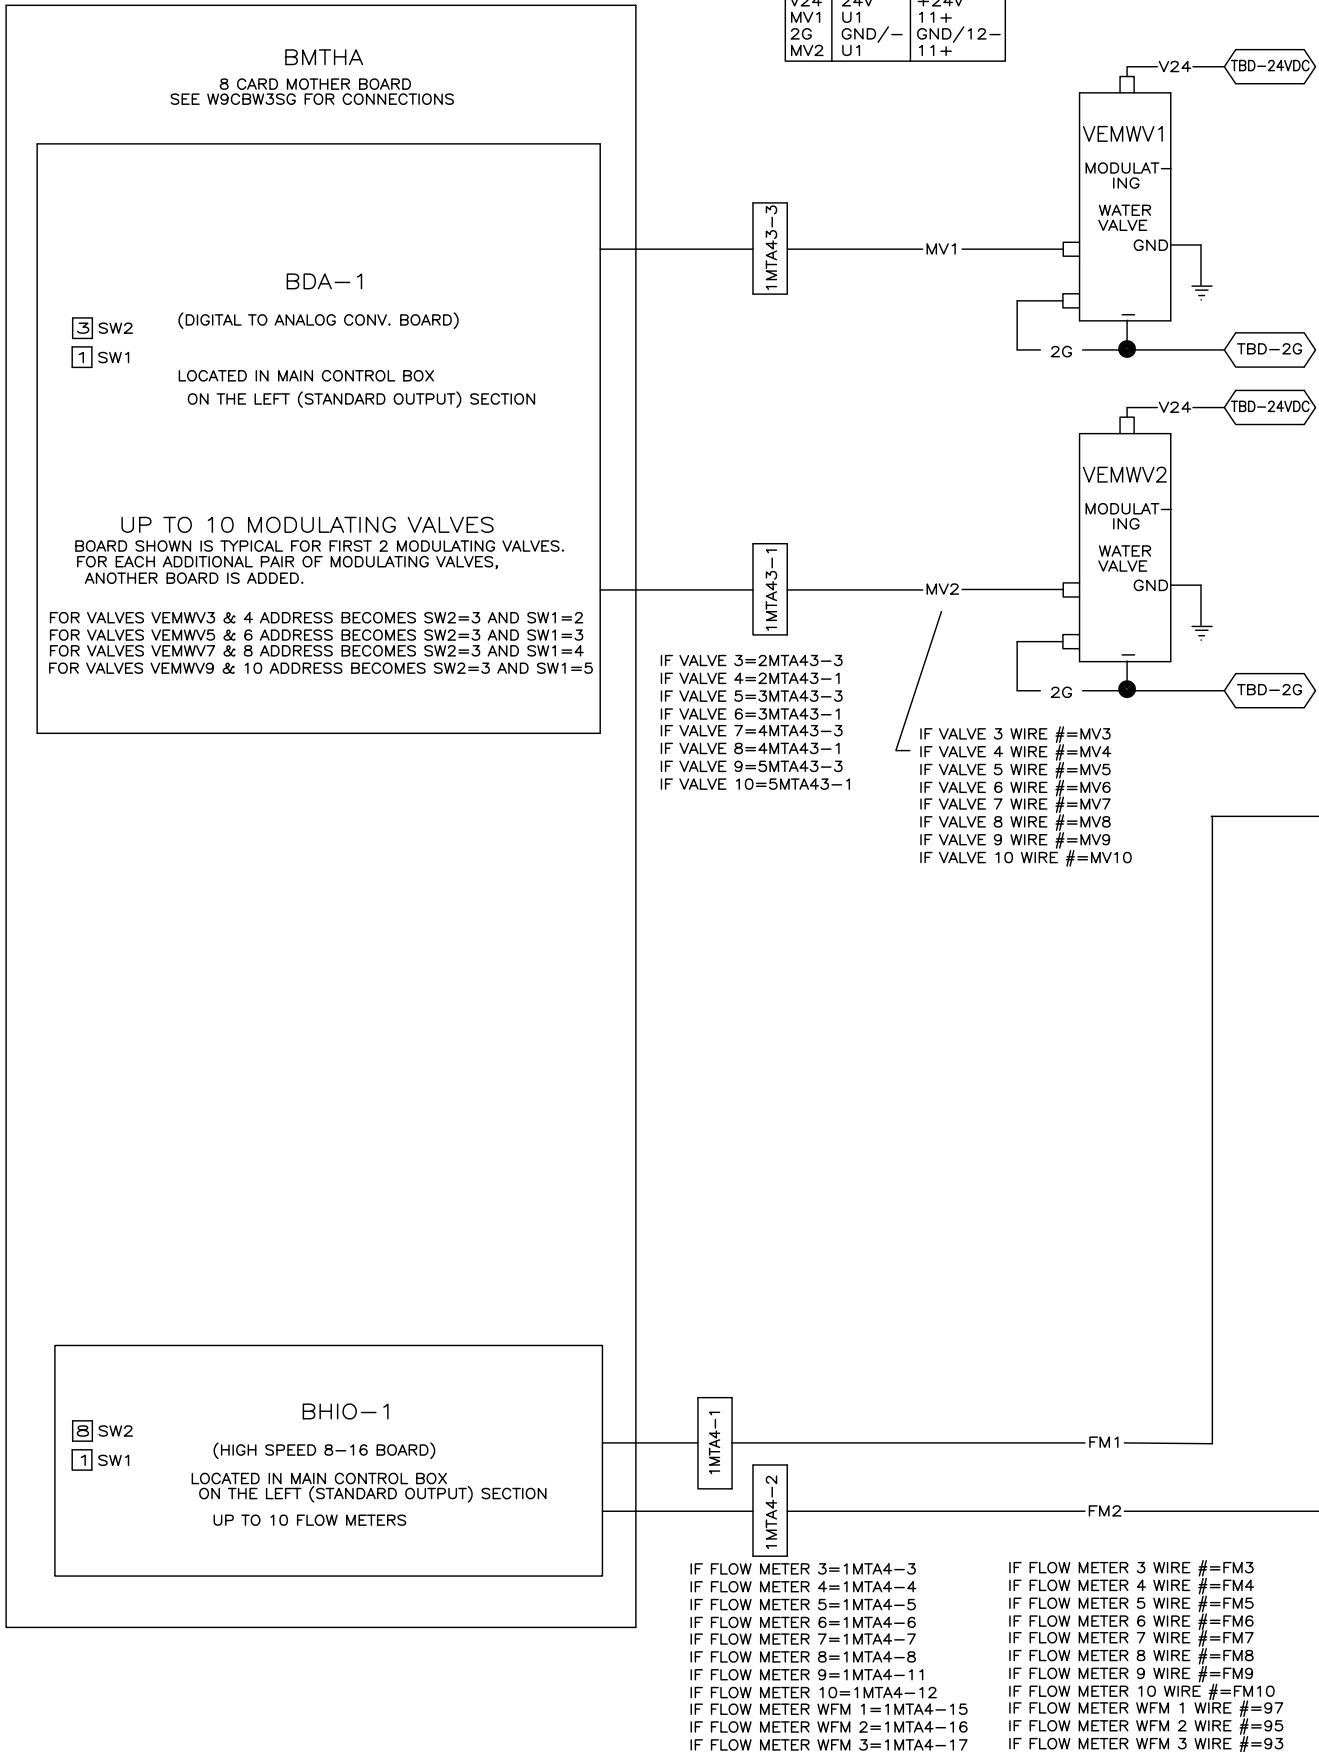 V24 24V +24V
MV1 U1 11+
2G GND/- GND/12-
MV2 U1 11+
BMTHA
8 CARD MOTHER BOARD
SEE W9CBW3SG FOR CONNECTIONS
BDA-1
(DIGITAL TO ANALOG CONV. BOARD)
3 SW2
1 SW1
LOCATED IN MAIN CONTROL BOX
ON THE LEFT (STANDARD OUTPUT) SECTION
UP TO 10 MODULATING VALVES
BOARD SHOWN IS TYPICAL FOR FIRST 2 MODULATING VALVES.
FOR EACH ADDITIONAL PAIR OF MODULATING VALVES,
ANOTHER BOARD IS ADDED.
FOR VALVES VEMWV3 & 4 ADDRESS BECOMES SW2=3 AND SW1=2
FOR VALVES VEMWV5 & 6 ADDRESS BECOMES SW2=3 AND SW1=3
FOR VALVES VEMWV7 & 8 ADDRESS BECOMES SW2=3 AND SW1=4
FOR VALVES VEMWV9 & 10 ADDRESS BECOMES SW2=3 AND SW1=5
1MTA43-3
MV1
V24
TBD-24VDC
VEMWV1
MODULAT-
ING
WATER
VALVE
GND
2G
TBD-2G
1MTA43-1
MV2
V24
TBD-24VDC
VEMWV2
MODULAT-
ING
WATER
VALVE
GND
2G
TBD-2G
IF VALVE 3=2MTA43-3
IF VALVE 4=2MTA43-1
IF VALVE 5=3MTA43-3
IF VALVE 6=3MTA43-1
IF VALVE 7=4MTA43-3
IF VALVE 8=4MTA43-1
IF VALVE 9=5MTA43-3
IF VALVE 10=5MTA43-1
IF VALVE 3 WIRE #=MV3
IF VALVE 4 WIRE #=MV4
IF VALVE 5 WIRE #=MV5
IF VALVE 6 WIRE #=MV6
IF VALVE 7 WIRE #=MV7
IF VALVE 8 WIRE #=MV8
IF VALVE 9 WIRE #=MV9
IF VALVE 10 WIRE #=MV10
BHIO-1
8 SW2
1 SW1
(HIGH SPEED 8-16 BOARD)
LOCATED IN MAIN CONTROL BOX
ON THE LEFT (STANDARD OUTPUT) SECTION
UP TO 10 FLOW METERS
1MTA4-1
FM1
1MTA4-2
FM2
IF FLOW METER 3=1MTA4-3
IF FLOW METER 4=1MTA4-4
IF FLOW METER 5=1MTA4-5
IF FLOW METER 6=1MTA4-6
IF FLOW METER 7=1MTA4-7
IF FLOW METER 8=1MTA4-8
IF FLOW METER 9=1MTA4-11
IF FLOW METER 10=1MTA4-12
IF FLOW METER WFM 1=1MTA4-15
IF FLOW METER WFM 2=1MTA4-16
IF FLOW METER WFM 3=1MTA4-17
IF FLOW METER 3 WIRE #=FM3
IF FLOW METER 4 WIRE #=FM4
IF FLOW METER 5 WIRE #=FM5
IF FLOW METER 6 WIRE #=FM6
IF FLOW METER 7 WIRE #=FM7
IF FLOW METER 8 WIRE #=FM8
IF FLOW METER 9 WIRE #=FM9
IF FLOW METER 10 WIRE #=FM10
IF FLOW METER WFM 1 WIRE #=97
IF FLOW METER WFM 2 WIRE #=95
IF FLOW METER WFM 3 WIRE #=93